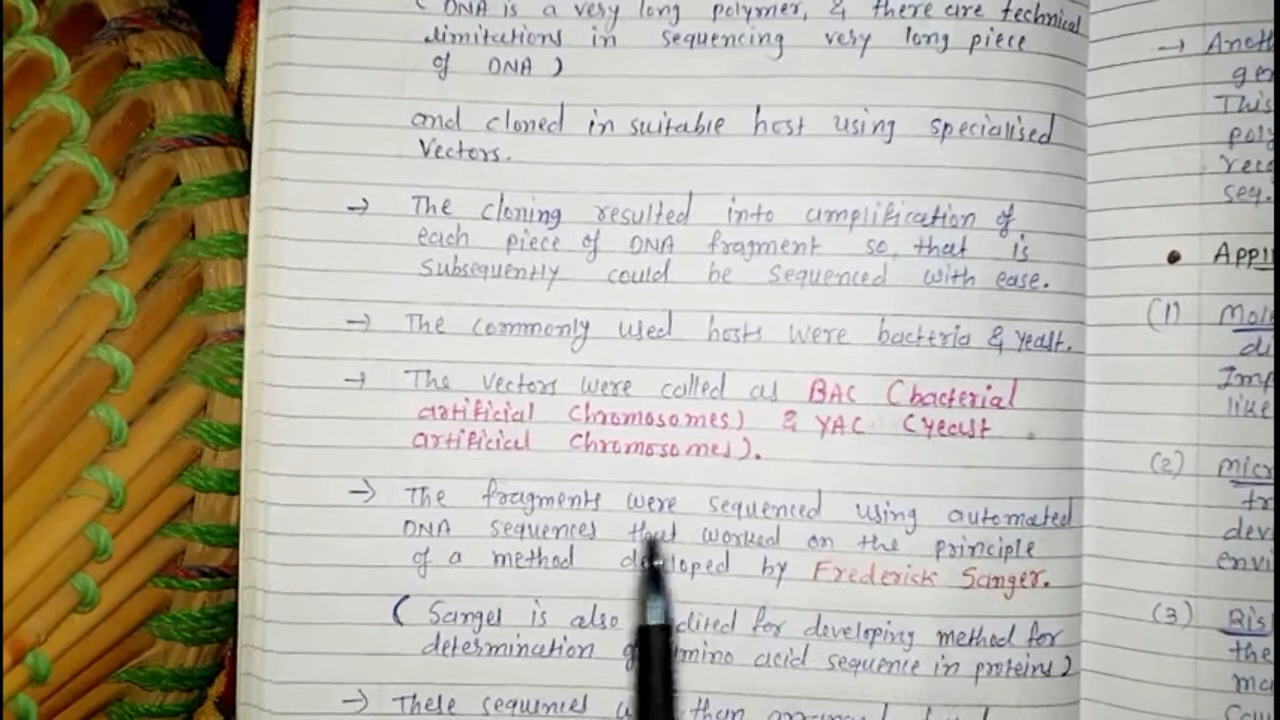 ( DNA is a very long polymer, & there are technical
limitations in sequencing very long piece
of DNA )
and cloned in suitable host using specialised
Vectors.
→ The cloning resulted into amplification of
each piece of DNA fragment so, that is
subsequently could be sequenced with ease.
→ The commonly used hosts were bacteria & yeast.
→ The vectors were called as BAC (bacterial
artificial chromosomes) & YAC (yeast
artificial chromosomes).
→ The fragments were sequenced using automated
DNA sequences that worked on the principle
of a method developed by Frederick Sanger.
( Sanger is also for developing method for
determination amino acid sequence in proteins)
→ These sequences than
→
This
seq.
•
(1)
like
(2)
(3)
the